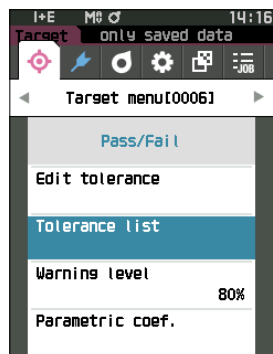 I+E M0 14:16
Target only saved data
-JOB
Target menu[0006]
Pass/Fail
Edit tolerance
Tolerance list
Warning level
80%
Parametric coef.